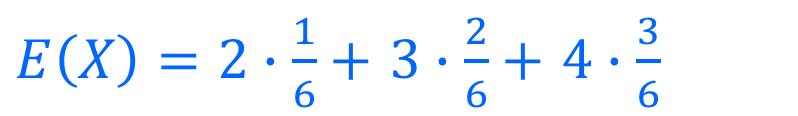 E(X) = 2 · 1/6 + 3 · 2/6 + 4 · 3/6